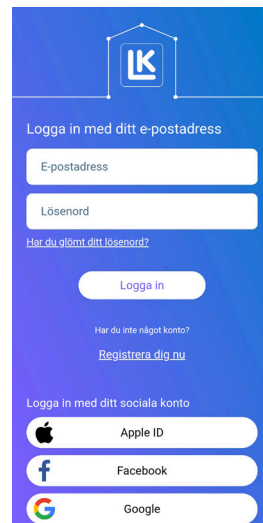 LK
Logga in med ditt e-postadress
E-postadress
Lösenord
Har du glömt ditt lösenord?
Logga in
Har du inte något konto?
Registrera dig nu
Logga in med ditt sociala konto
Apple ID
Facebook
Google